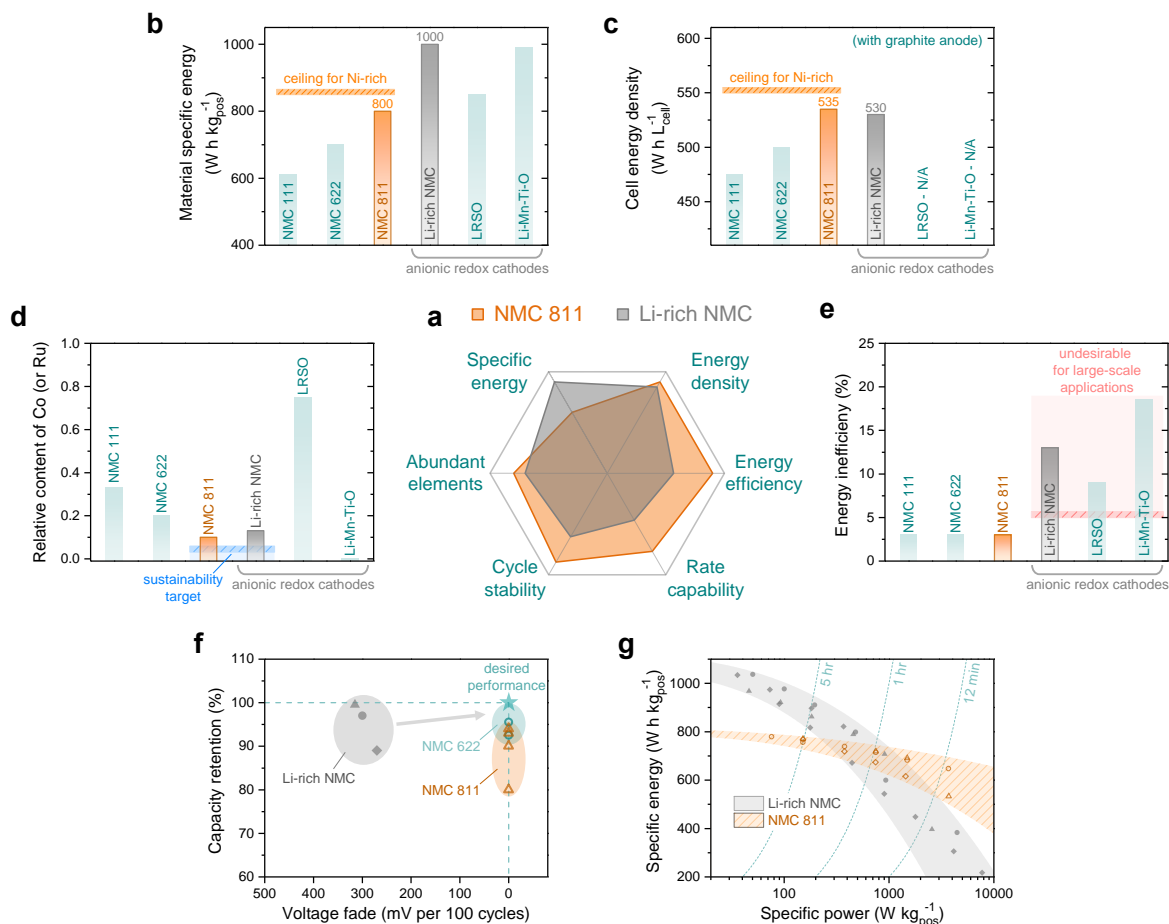 b
Material specific energy
(W h kg⁻¹pos)
1000
800
600
400
ceiling for Ni-rich
1000
800
NMC 111
NMC 622
NMC 811
Li-rich NMC
LRSO
Li-Mn-Ti-O
anionic redox cathodes
c
Cell energy density
(W h L⁻¹cell)
600
550
500
450
(with graphite anode)
ceiling for Ni-rich
535
530
NMC 111
NMC 622
NMC 811
Li-rich NMC
LRSO - N/A
Li-Mn-Ti-O - N/A
anionic redox cathodes
d
Relative content of Co (or Ru)
1.0
0.8
0.6
0.4
0.2
0.0
NMC 111
NMC 622
NMC 811
Li-rich NMC
LRSO
Li-Mn-Ti-O
sustainability
target
anionic redox cathodes
a
NMC 811
Li-rich NMC
Specific
energy
Energy
density
Abundant
elements
Energy
efficiency
Cycle
stability
Rate
capability
e
Energy inefficieny (%)
25
20
15
10
5
0
undesirable
for large-scale
applications
NMC 111
NMC 622
NMC 811
Li-rich NMC
LRSO
Li-Mn-Ti-O
anionic redox cathodes
f
Capacity retention (%)
110
100
90
80
70
60
desired
performance
NMC 622
Li-rich NMC
NMC 811
500 400 300 200 100 0
Voltage fade (mV per 100 cycles)
g
Specific energy (W h kg⁻¹pos)
1000
800
600
400
200
5 hr
1 hr
12 min
Li-rich NMC
NMC 811
100 1000 10000
Specific power (W kg⁻¹pos)